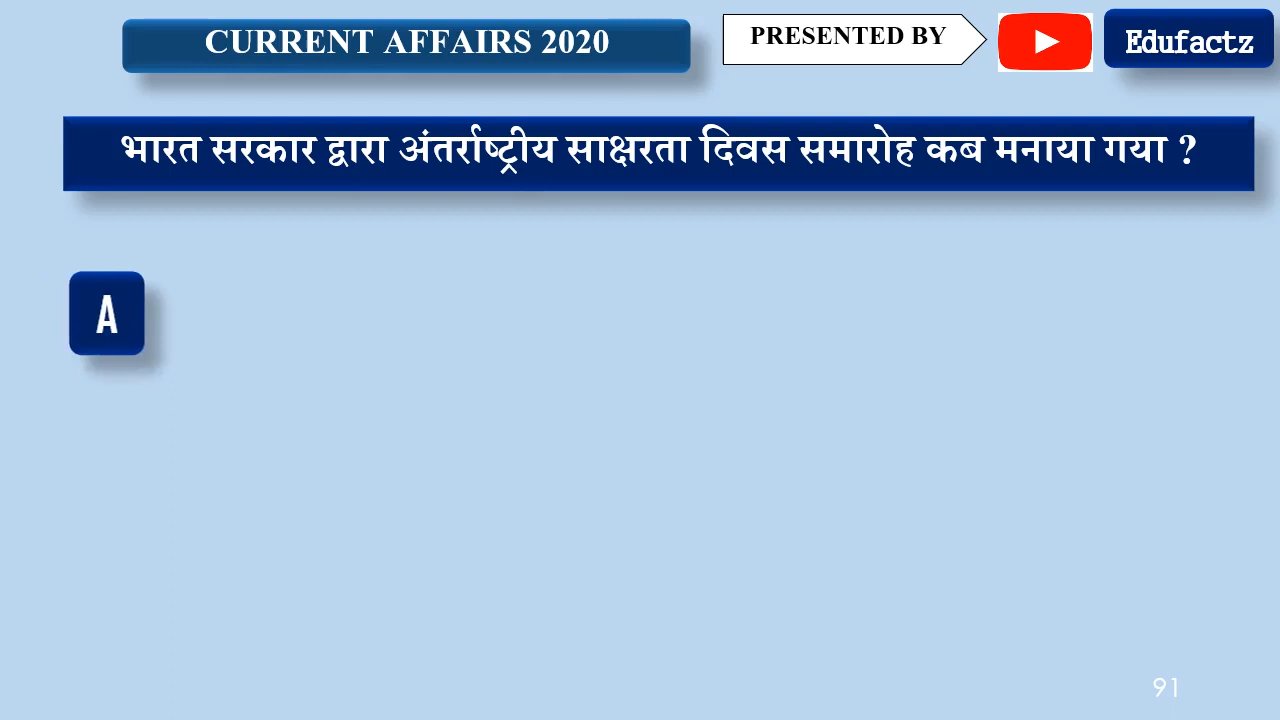 CURRENT AFFAIRS 2020
PRESENTED BY
Edufactz
भारत सरकार द्वारा अंतर्राष्ट्रीय साक्षरता दिवस समारोह कब मनाया गया ?
A
91